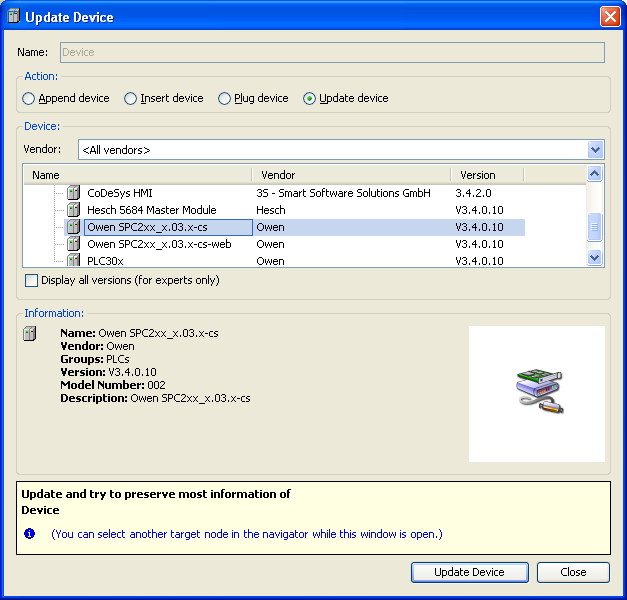 Update Device
Name: Device
Action:
Append device Insert device Plug device Update device
Device:
Vendor: <All vendors>
Name Vendor Version
CoDeSys HMI 3S - Smart Software Solutions GmbH 3.4.2.0
Hesch 5684 Master Module Hesch V3.4.0.10
Owen SPC2xx_x.03.x-cs Owen V3.4.0.10
Owen SPC2xx_x.03.x-cs-web Owen V3.4.0.10
PLC30x Owen V3.4.0.10
Display all versions (for experts only)
Information:
Name: Owen SPC2xx_x.03.x-cs
Vendor: Owen
Groups: PLCs
Version: V3.4.0.10
Model Number: 002
Description: Owen SPC2xx_x.03.x-cs
Update and try to preserve most information of
Device
(You can select another target node in the navigator while this window is open.)
Update Device Close